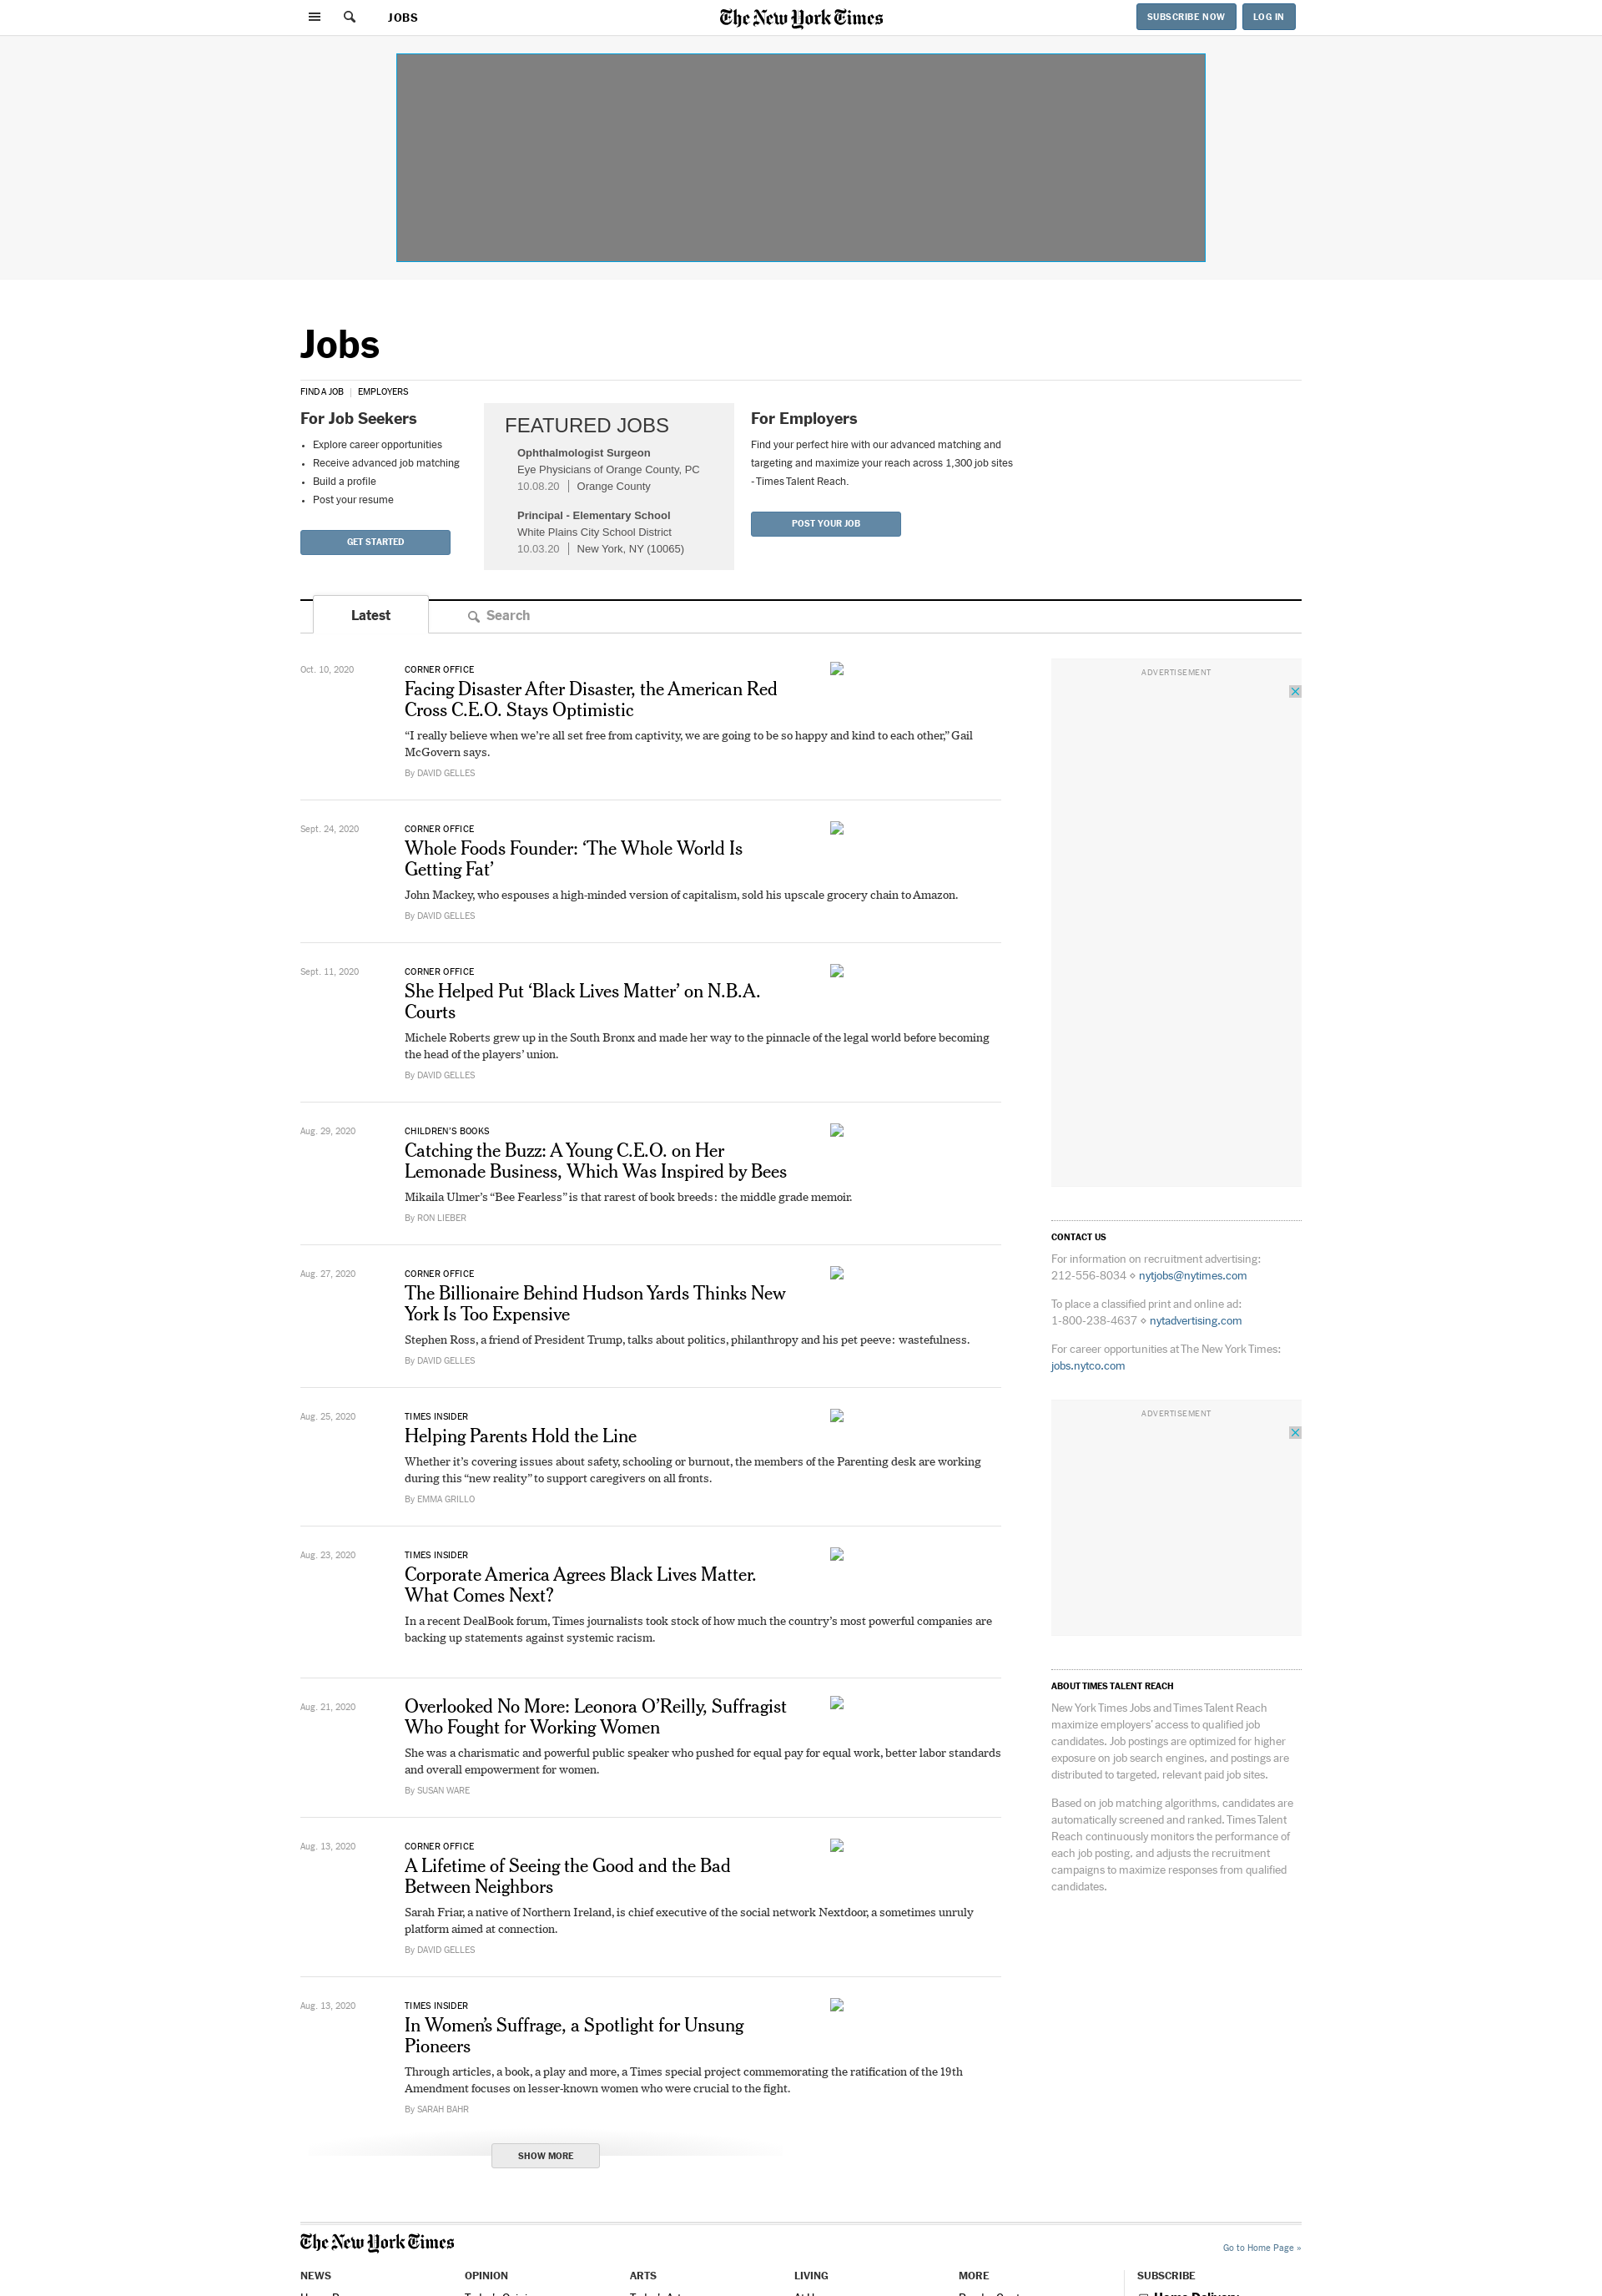 JOBS
The New York Times
SUBSCRIBE NOW
LOG IN
Jobs
FIND A JOB | EMPLOYERS
For Job Seekers
• Explore career opportunities
• Receive advanced job matching
• Build a profile
• Post your resume
GET STARTED
FEATURED JOBS
Ophthalmologist Surgeon
Eye Physicians of Orange County, PC
10.08.20 | Orange County
Principal - Elementary School
White Plains City School District
10.03.20 | New York, NY (10065)
For Employers
Find your perfect hire with our advanced matching and
targeting and maximize your reach across 1,300 job sites
- Times Talent Reach.
POST YOUR JOB
Latest
Search
Oct. 10, 2020
CORNER OFFICE
Facing Disaster After Disaster, the American Red
Cross C.E.O. Stays Optimistic
“I really believe when we’re all set free from captivity, we are going to be so happy and kind to each other,” Gail
McGovern says.
By DAVID GELLES
Sept. 24, 2020
CORNER OFFICE
Whole Foods Founder: ‘The Whole World Is
Getting Fat’
John Mackey, who espouses a high-minded version of capitalism, sold his upscale grocery chain to Amazon.
By DAVID GELLES
Sept. 11, 2020
CORNER OFFICE
She Helped Put ‘Black Lives Matter’ on N.B.A.
Courts
Michele Roberts grew up in the South Bronx and made her way to the pinnacle of the legal world before becoming
the head of the players’ union.
By DAVID GELLES
Aug. 29, 2020
CHILDREN’S BOOKS
Catching the Buzz: A Young C.E.O. on Her
Lemonade Business, Which Was Inspired by Bees
Mikaila Ulmer’s “Bee Fearless” is that rarest of book breeds: the middle grade memoir.
By RON LIEBER
Aug. 27, 2020
CORNER OFFICE
The Billionaire Behind Hudson Yards Thinks New
York Is Too Expensive
Stephen Ross, a friend of President Trump, talks about politics, philanthropy and his pet peeve: wastefulness.
By DAVID GELLES
Aug. 25, 2020
TIMES INSIDER
Helping Parents Hold the Line
Whether it’s covering issues about safety, schooling or burnout, the members of the Parenting desk are working
during this “new reality” to support caregivers on all fronts.
By EMMA GRILLO
Aug. 23, 2020
TIMES INSIDER
Corporate America Agrees Black Lives Matter.
What Comes Next?
In a recent DealBook forum, Times journalists took stock of how much the country’s most powerful companies are
backing up statements against systemic racism.
Aug. 21, 2020
Overlooked No More: Leonora O’Reilly, Suffragist
Who Fought for Working Women
She was a charismatic and powerful public speaker who pushed for equal pay for equal work, better labor standards
and overall empowerment for women.
By SUSAN WARE
Aug. 13, 2020
CORNER OFFICE
A Lifetime of Seeing the Good and the Bad
Between Neighbors
Sarah Friar, a native of Northern Ireland, is chief executive of the social network Nextdoor, a sometimes unruly
platform aimed at connection.
By DAVID GELLES
Aug. 13, 2020
TIMES INSIDER
In Women’s Suffrage, a Spotlight for Unsung
Pioneers
Through articles, a book, a play and more, a Times special project commemorating the ratification of the 19th
Amendment focuses on lesser-known women who were crucial to the fight.
By SARAH BAHR
SHOW MORE
ADVERTISEMENT
CONTACT US
For information on recruitment advertising:
212-556-8034 ⋄ nytjobs@nytimes.com
To place a classified print and online ad:
1-800-238-4637 ⋄ nytadvertising.com
For career opportunities at The New York Times:
jobs.nytco.com
ADVERTISEMENT
ABOUT TIMES TALENT REACH
New York Times Jobs and Times Talent Reach
maximize employers’ access to qualified job
candidates. Job postings are optimized for higher
exposure on job search engines, and postings are
distributed to targeted, relevant paid job sites.
Based on job matching algorithms, candidates are
automatically screened and ranked. Times Talent
Reach continuously monitors the performance of
each job posting, and adjusts the recruitment
campaigns to maximize responses from qualified
candidates.
The New York Times
Go to Home Page »
NEWS
OPINION
ARTS
LIVING
MORE
SUBSCRIBE